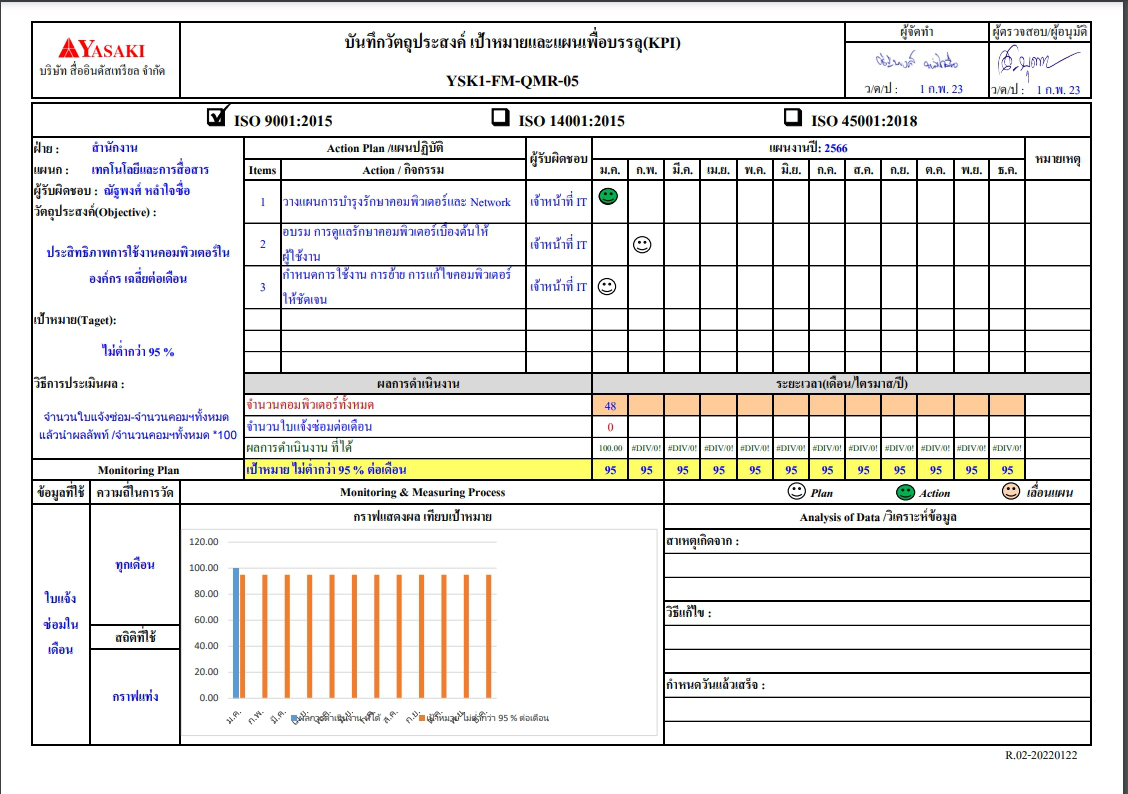 YASAKI
บริษัท สื่ออินดัสเทรียล จำกัด
บันทึกวัตถุประสงค์ เป้าหมายและแผนเพื่อบรรลุ(KPI)
YSK1-FM-QMR-05
ผู้จัดทำ
ผู้ตรวจสอบ/ผู้อนุมัติ
ว/ด/ป : 1 ก.พ. 23
ว/ด/ป : 1 ก.พ. 23
ISO 9001:2015 ISO 14001:2015 ISO 45001:2018
ฝ่าย : สำนักงาน
แผนก : เทคโนโลยีและการสื่อสาร
ผู้รับผิดชอบ : ณัฐพงศ์ หลำใจซื่อ
วัตถุประสงค์(Objective) :
ประสิทธิภาพการใช้งานคอมพิวเตอร์ใน
องค์กร เฉลี่ยต่อเดือน
เป้าหมาย(Taget):
ไม่ต่ำกว่า 95 %
วิธีการประเมินผล :
จำนวนใบแจ้งซ่อม-จำนวนคอมฯทั้งหมด
แล้วนำผลลัพท์ /จำนวนคอมฯทั้งหมด *100
Monitoring Plan
Action Plan /แผนปฏิบัติ
ผู้รับผิดชอบ
แผนงานปี: 2566
หมายเหตุ
Items Action / กิจกรรม
ม.ค. ก.พ. มี.ค. เม.ย. พ.ค. มิ.ย. ก.ค. ส.ค. ก.ย. ต.ค. พ.ย. ธ.ค.
1 วางแผนการบำรุงรักษาคอมพิวเตอร์และ Network เจ้าหน้าที่ IT
2 อบรม การดูแลรักษาคอมพิวเตอร์เบื้องต้นให้
ผู้ใช้งาน เจ้าหน้าที่ IT
3 กำหนดการใช้งาน การย้าย การแก้ไขคอมพิวเตอร์
ให้ชัดเจน เจ้าหน้าที่ IT
ผลการดำเนินงาน ระยะเวลา(เดือน/ไตรมาส/ปี)
จำนวนคอมพิวเตอร์ทั้งหมด 48
จำนวนใบแจ้งซ่อมต่อเดือน 0
ผลการดำเนินงาน ที่ได้ 100.00 #DIV/0! #DIV/0! #DIV/0! #DIV/0! #DIV/0! #DIV/0! #DIV/0! #DIV/0! #DIV/0! #DIV/0! #DIV/0!
เป้าหมาย ไม่ต่ำกว่า 95 % ต่อเดือน 95 95 95 95 95 95 95 95 95 95 95 95
ข้อมูลที่ใช้ ความถี่ในการวัด Monitoring & Measuring Process
Plan Action เลื่อนแผน
ใบแจ้ง
ซ่อมใน
เดือน
ทุกเดือน
สถิติที่ใช้
กราฟแท่ง
กราฟแสดงผล เทียบเป้าหมาย
120.00
100.00
80.00
60.00
40.00
20.00
0.00
ม.ค. ก.พ. มี.ค. ส.ค. ก.ย.
ผลการดำเนินงาน ที่ได้ เป้าหมาย ไม่ต่ำกว่า 95 % ต่อเดือน
Analysis of Data /วิเคราะห์ข้อมูล
สาเหตุเกิดจาก :
วิธีแก้ไข :
กำหนดวันแล้วเสร็จ :
R.02-20220122